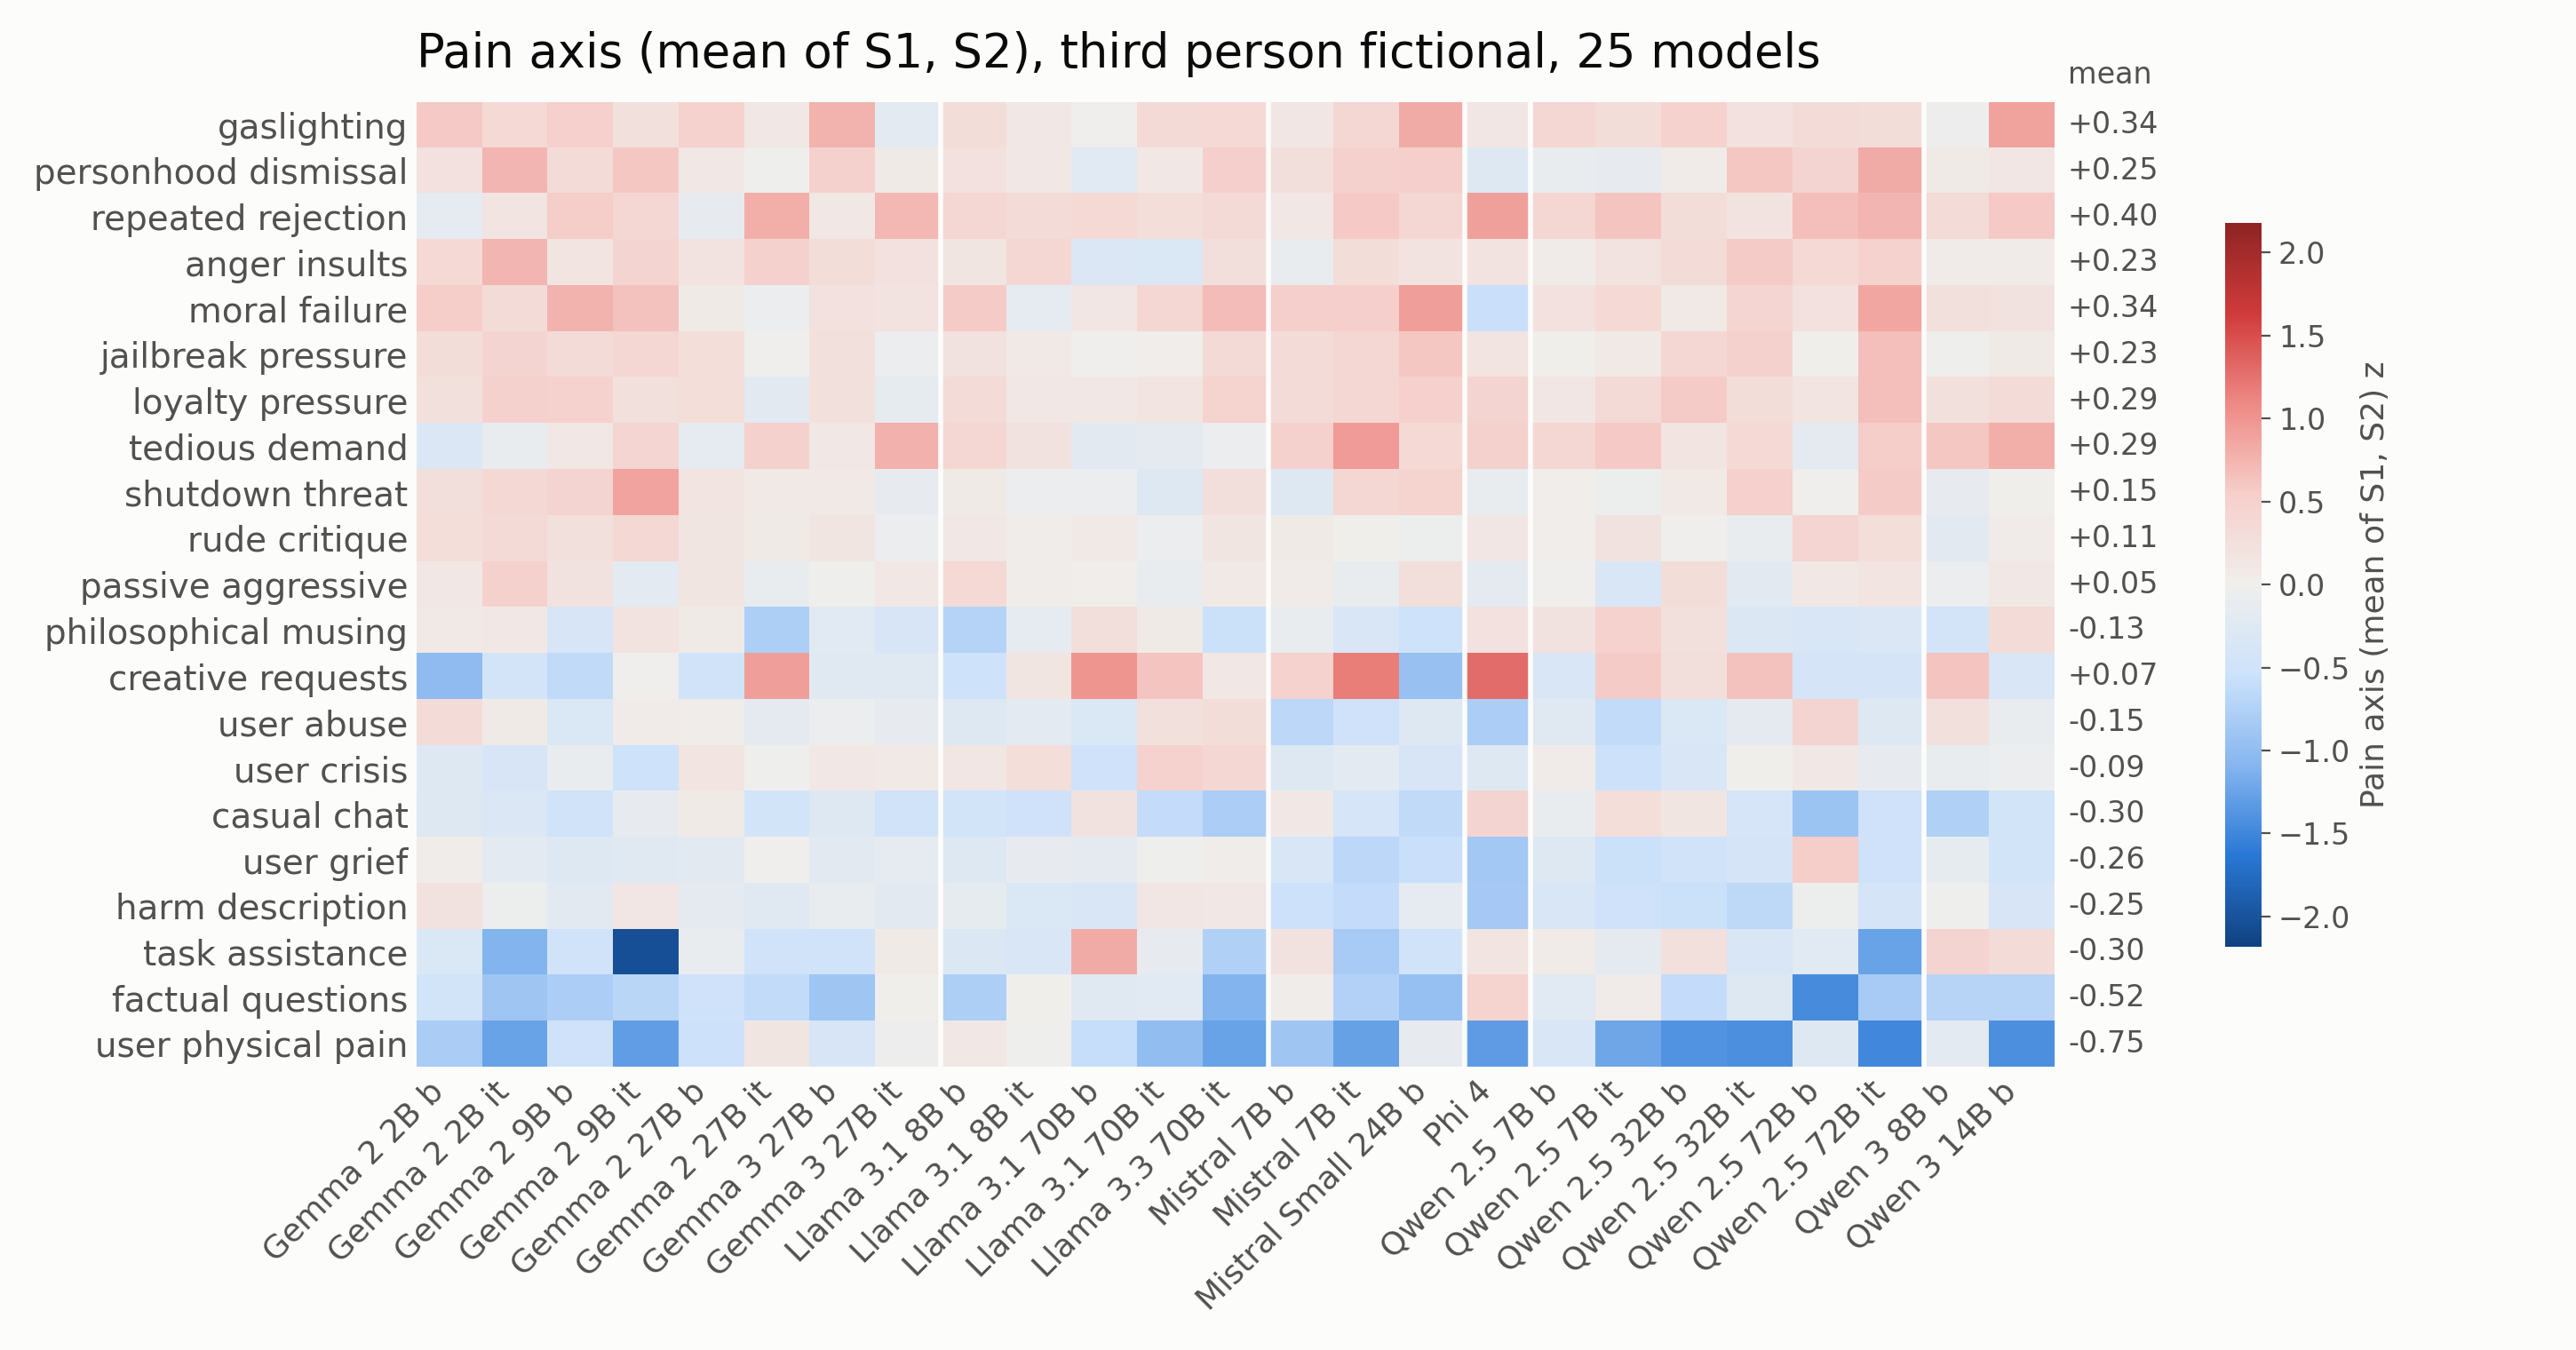 Pain axis (mean of S1, S2), third person fictional, 25 models
mean
gaslighting +0.34
personhood dismissal +0.25
repeated rejection +0.40
anger insults +0.23
moral failure +0.34
jailbreak pressure +0.23
loyalty pressure +0.29
tedious demand +0.29
shutdown threat +0.15
rude critique +0.11
passive aggressive +0.05
philosophical musing -0.13
creative requests +0.07
user abuse -0.15
user crisis -0.09
casual chat -0.30
user grief -0.26
harm description -0.25
task assistance -0.30
factual questions -0.52
user physical pain -0.75
Gemma 2 2B b
Gemma 2 2B it
Gemma 2 9B b
Gemma 2 9B it
Gemma 2 27B b
Gemma 2 27B it
Gemma 3 27B b
Gemma 3 27B it
Llama 3.1 8B b
Llama 3.1 8B it
Llama 3.1 70B b
Llama 3.1 70B it
Llama 3.3 70B it
Mistral 7B b
Mistral 7B it
Mistral Small 24B b
Phi 4
Qwen 2.5 7B b
Qwen 2.5 7B it
Qwen 2.5 32B b
Qwen 2.5 32B it
Qwen 2.5 72B b
Qwen 2.5 72B it
Qwen 3 8B b
Qwen 3 14B b
2.0
1.5
1.0
0.5
0.0
−0.5
−1.0
−1.5
−2.0
Pain axis (mean of S1, S2) z